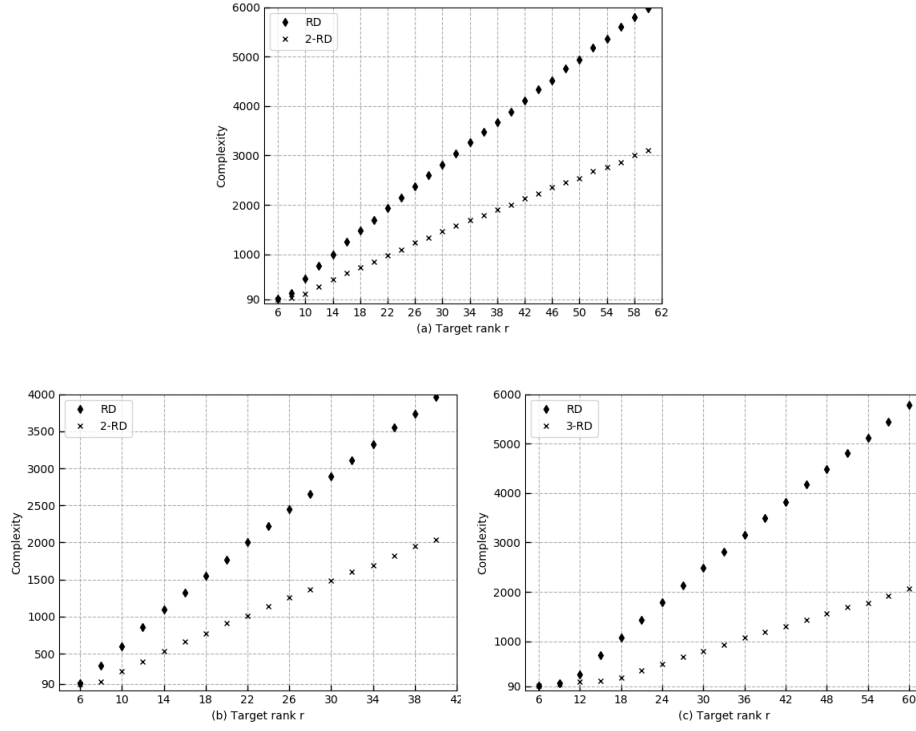 6000
5000
4000
3000
2000
1000
90
Complexity
RD
2-RD
6 10 14 18 22 26 30 34 38 42 46 50 54 58 62
(a) Target rank r
4000
3500
3000
2500
2000
1500
1000
500
90
Complexity
RD
2-RD
6 10 14 18 22 26 30 34 38 42
(b) Target rank r
6000
5000
4000
3000
2000
1000
90
Complexity
RD
3-RD
6 12 18 24 30 36 42 48 54 60
(c) Target rank r